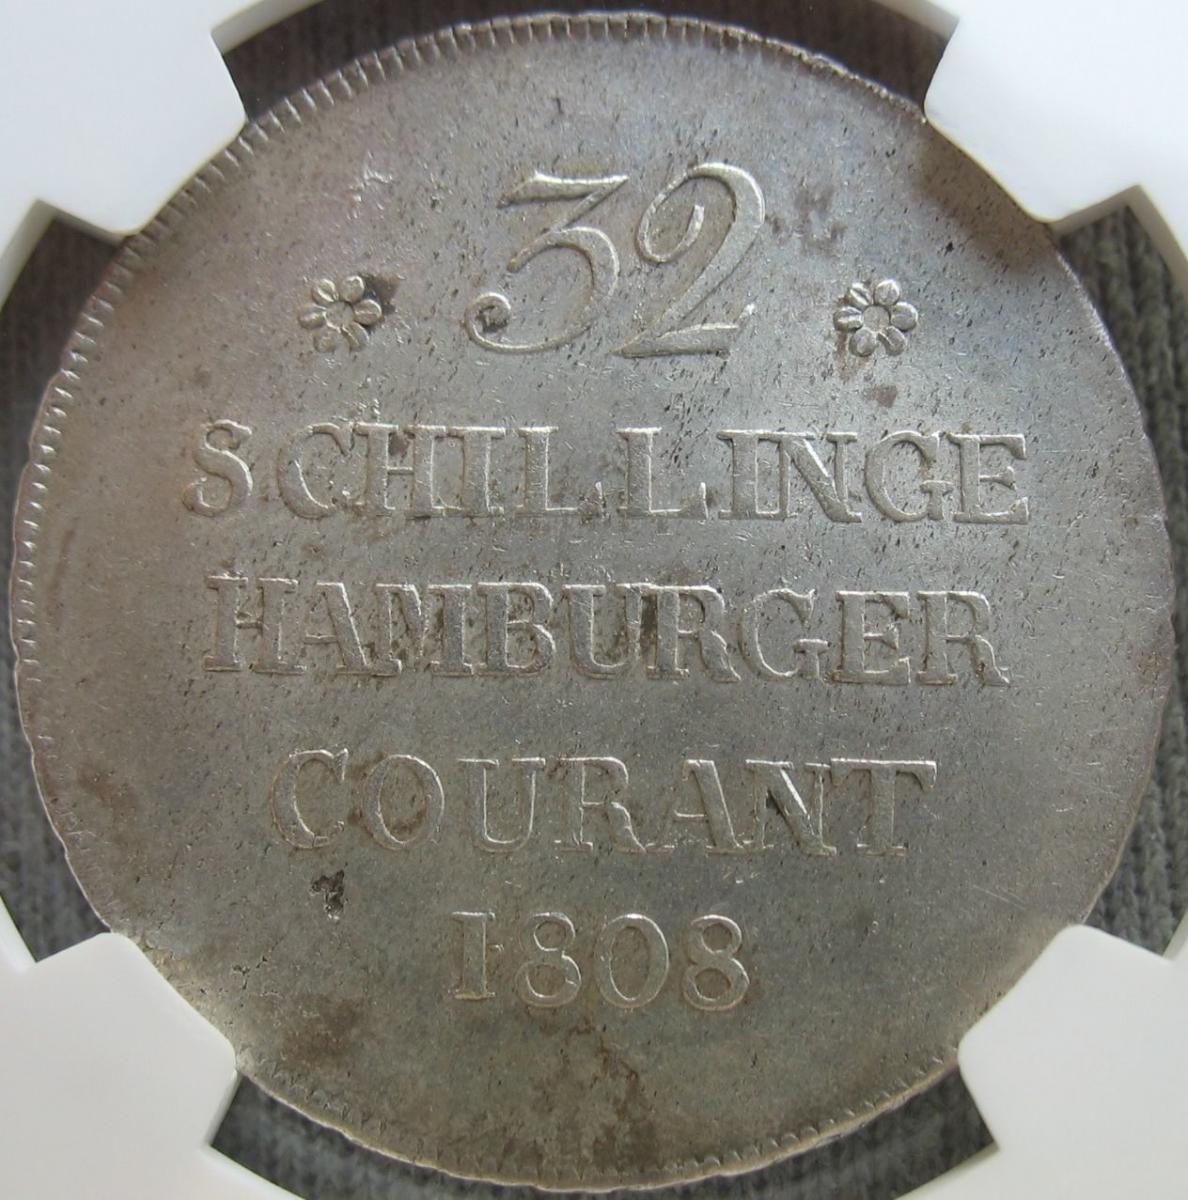 32
SCHILLINGE
HAMBURGER
COURANT
1808